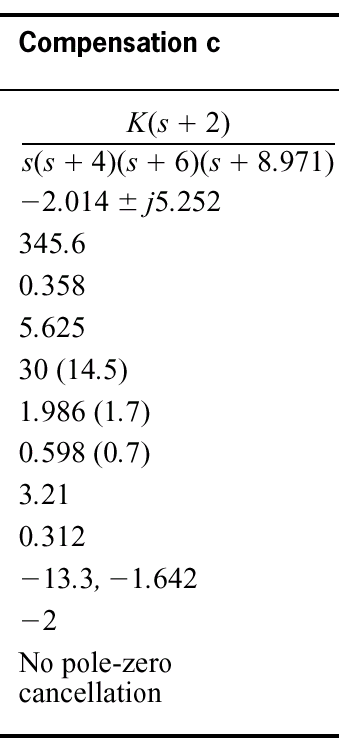 Compensation c
K(s + 2)
s(s + 4)(s + 6)(s + 8.971)
−2.014 ± j5.252
345.6
0.358
5.625
30 (14.5)
1.986 (1.7)
0.598 (0.7)
3.21
0.312
−13.3, −1.642
−2
No pole-zero
cancellation